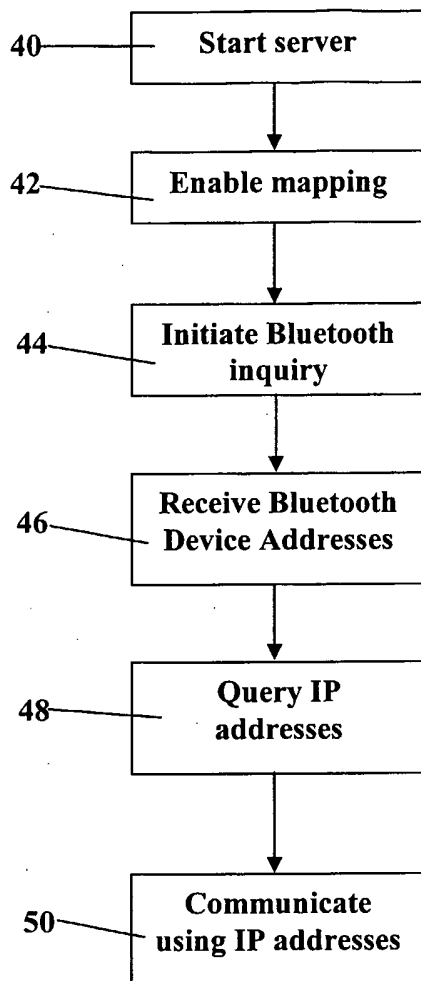 40 Start server
42 Enable mapping
44 Initiate Bluetooth
inquiry
46 Receive Bluetooth
Device Addresses
48 Query IP
addresses
50 Communicate
using IP addresses